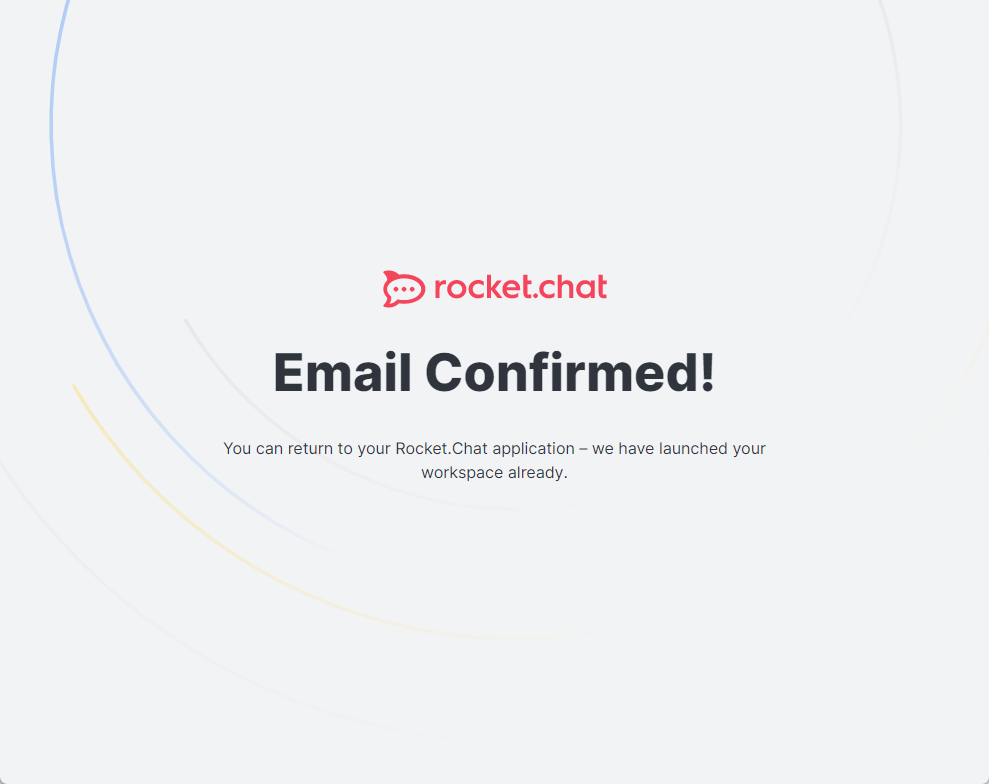 rocket.chat
Email Confirmed!
You can return to your Rocket.Chat application – we have launched your
workspace already.